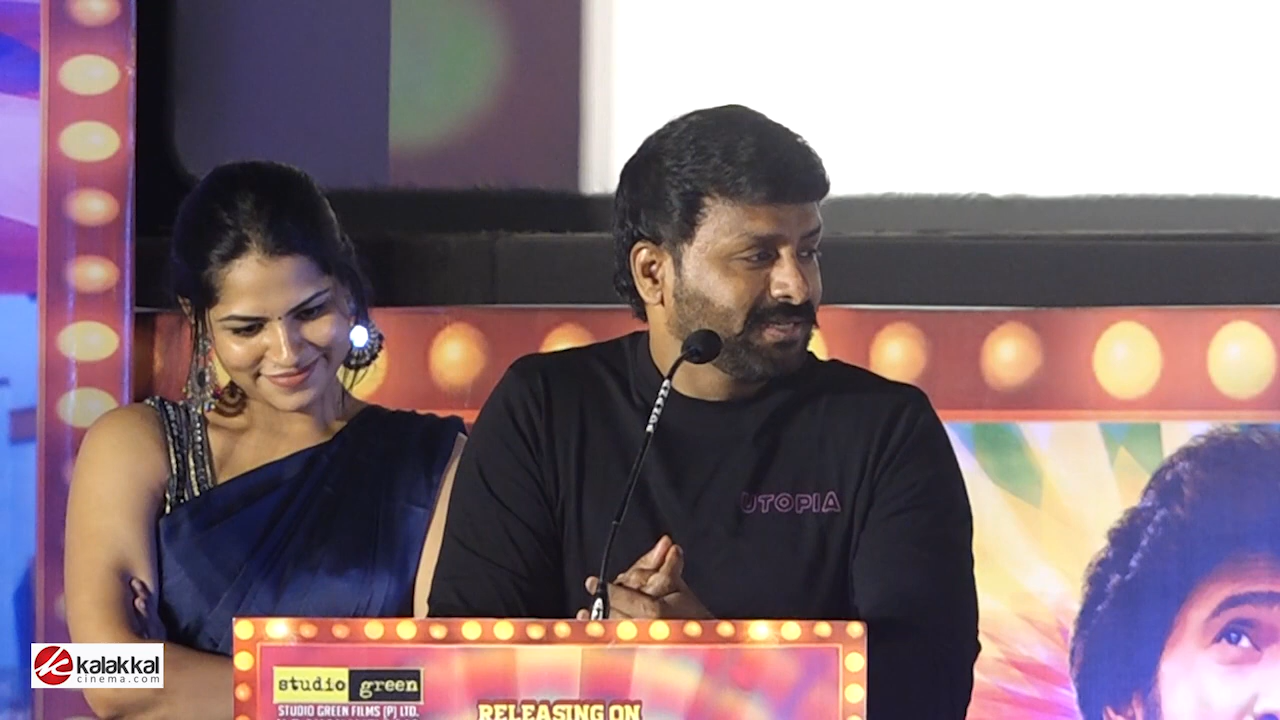 UTOPIA
kalakkal
cinema.com
studio green
STUDIO GREEN FILMS (P) LTD.
RELEASING ON